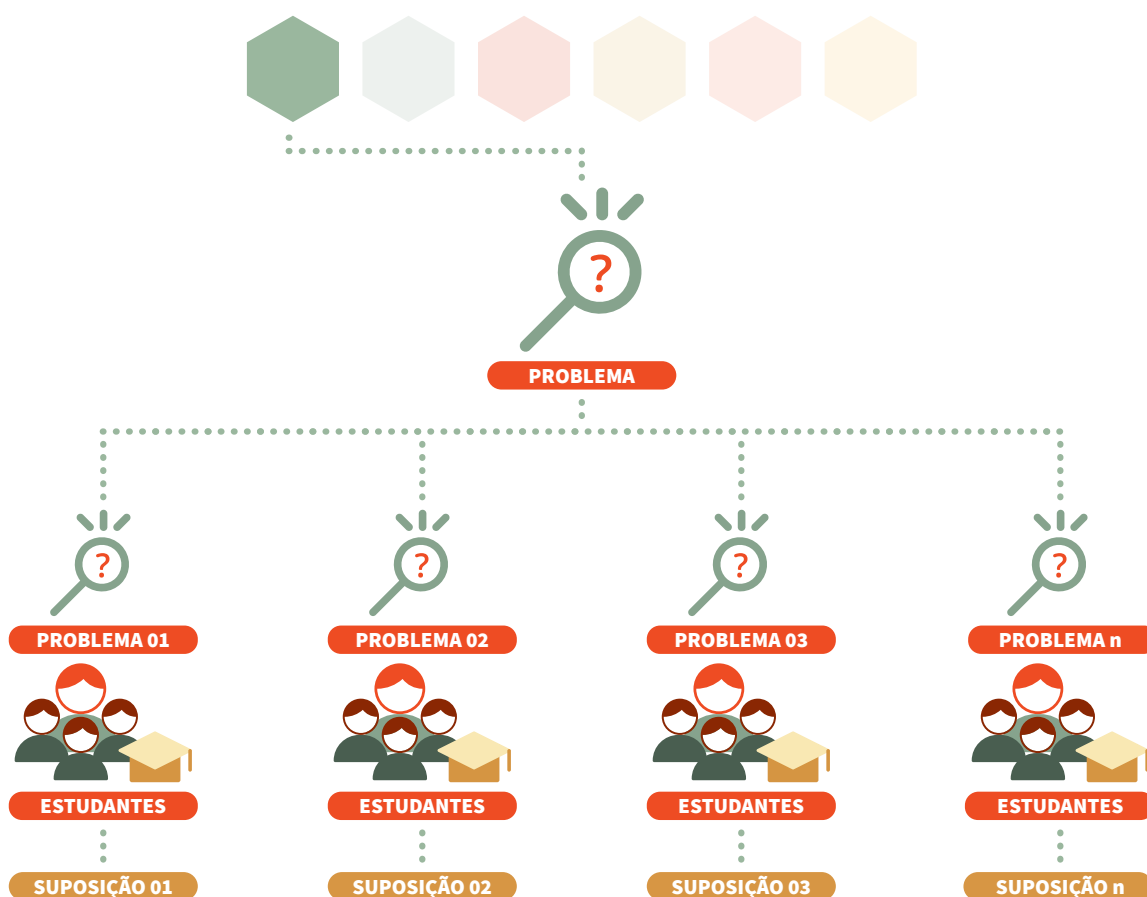 ?
PROBLEMA
? ? ? ?
PROBLEMA 01 PROBLEMA 02 PROBLEMA 03 PROBLEMA n
ESTUDANTES ESTUDANTES ESTUDANTES ESTUDANTES
SUPOSIÇÃO 01 SUPOSIÇÃO 02 SUPOSIÇÃO 03 SUPOSIÇÃO n